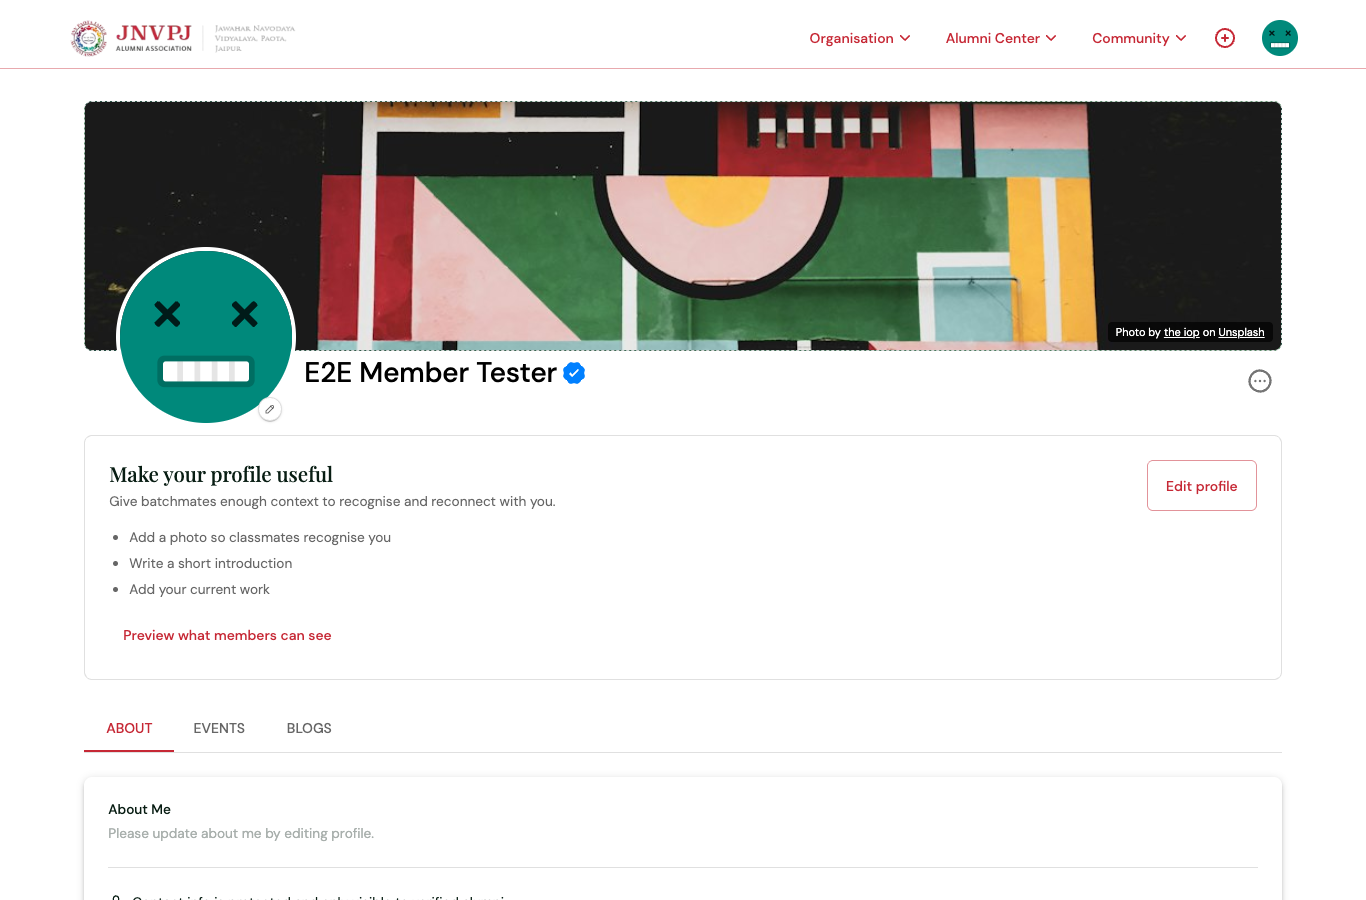 JNVPJ
ALUMNI ASSOCIATION
Jawahar Navodaya
Vidyalaya, Paota,
Jaipur
Organisation
Alumni Center
Community
Photo by the iop on Unsplash
E2E Member Tester
Make your profile useful
Give batchmates enough context to recognise and reconnect with you.
Edit profile
Add a photo so classmates recognise you
Write a short introduction
Add your current work
Preview what members can see
ABOUT
EVENTS
BLOGS
About Me
Please update about me by editing profile.